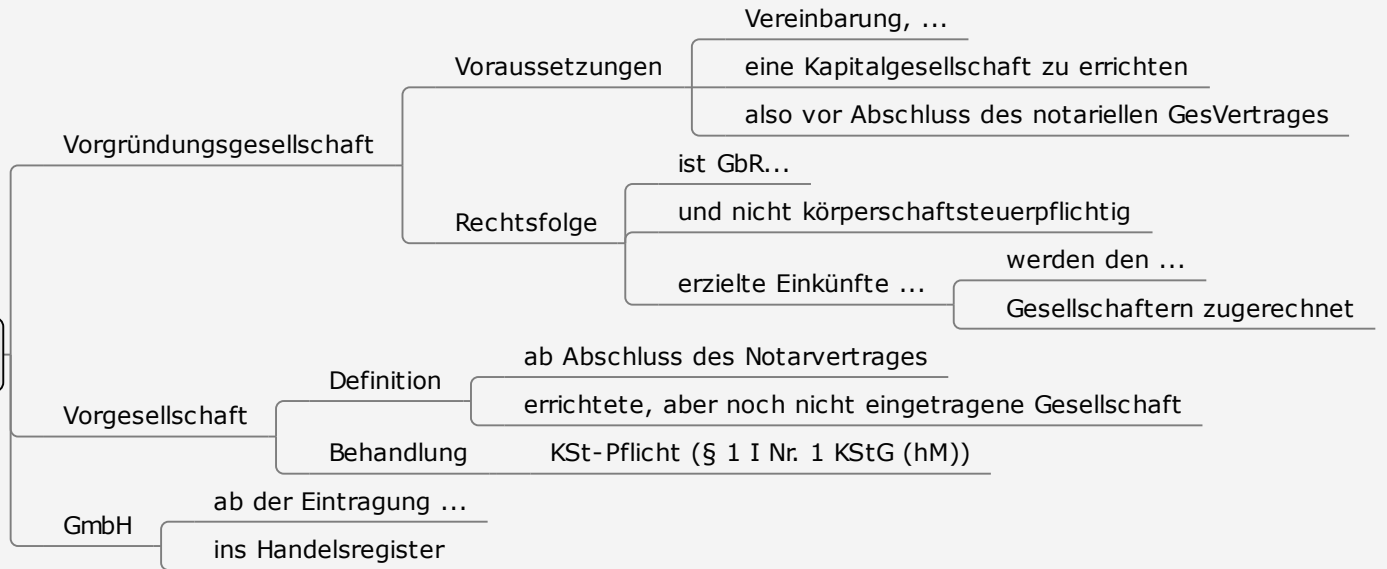 Vorgründungsgesellschaft
Voraussetzungen
Vereinbarung, ...
eine Kapitalgesellschaft zu errichten
also vor Abschluss des notariellen GesVertrages
Rechtsfolge
ist GbR...
und nicht körperschaftsteuerpflichtig
erzielte Einkünfte ...
werden den ...
Gesellschaftern zugerechnet
Vorgesellschaft
Definition
ab Abschluss des Notarvertrages
errichtete, aber noch nicht eingetragene Gesellschaft
Behandlung
KSt-Pflicht (§ 1 I Nr. 1 KStG (hM))
GmbH
ab der Eintragung ...
ins Handelsregister